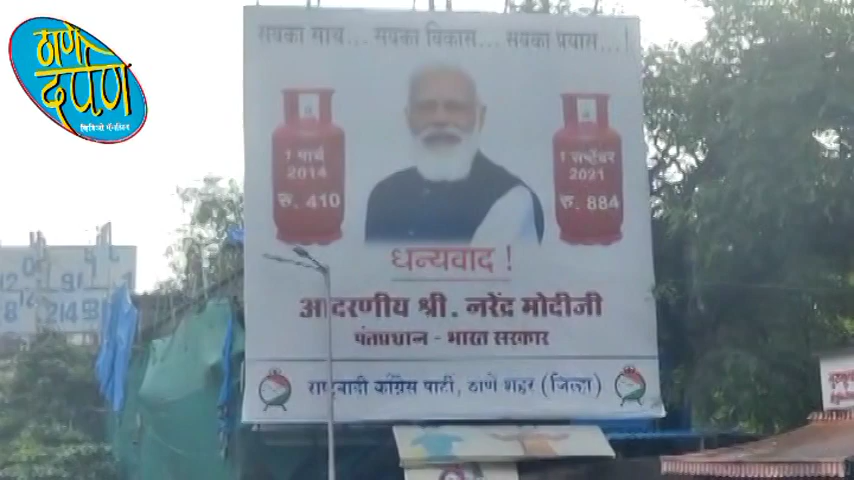 ठाणे
दर्पण
सबका साथ... सबका विकास... सबका प्रयास...!
1 मार्च
2014
रु. 410
1 सप्टेंबर
2021
रु. 884
धन्यवाद !
आदरणीय श्री. नरेंद्र मोदीजी
पंतप्रधान - भारत सरकार
राष्ट्रवादी काँग्रेस पार्टी, ठाणे शहर (जिल्हा)